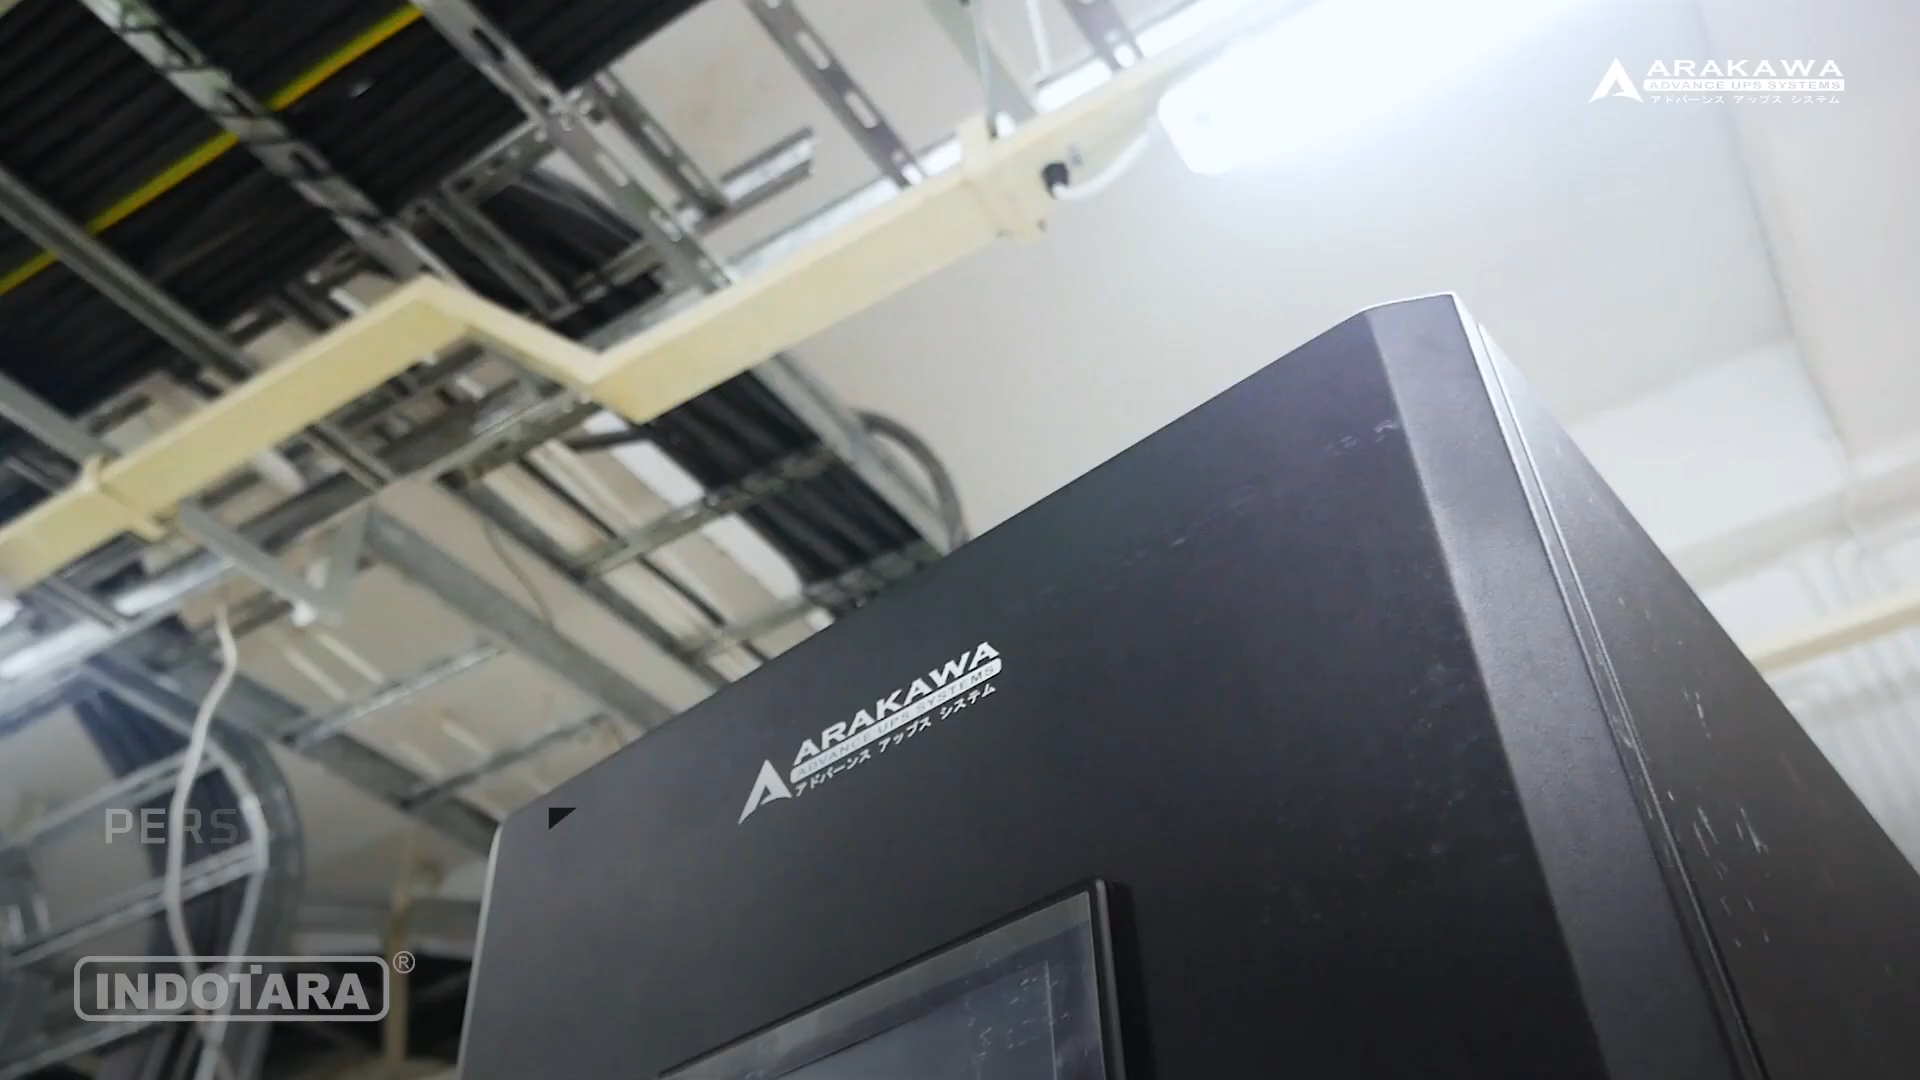 ARAKAWA
ADVANCE UPS SYSTEMS
アドバーンス アップス システム
ARAKAWA
ADVANCE UPS SYSTEMS
アドバーンス アップス システム
PERS
INDOTARA®